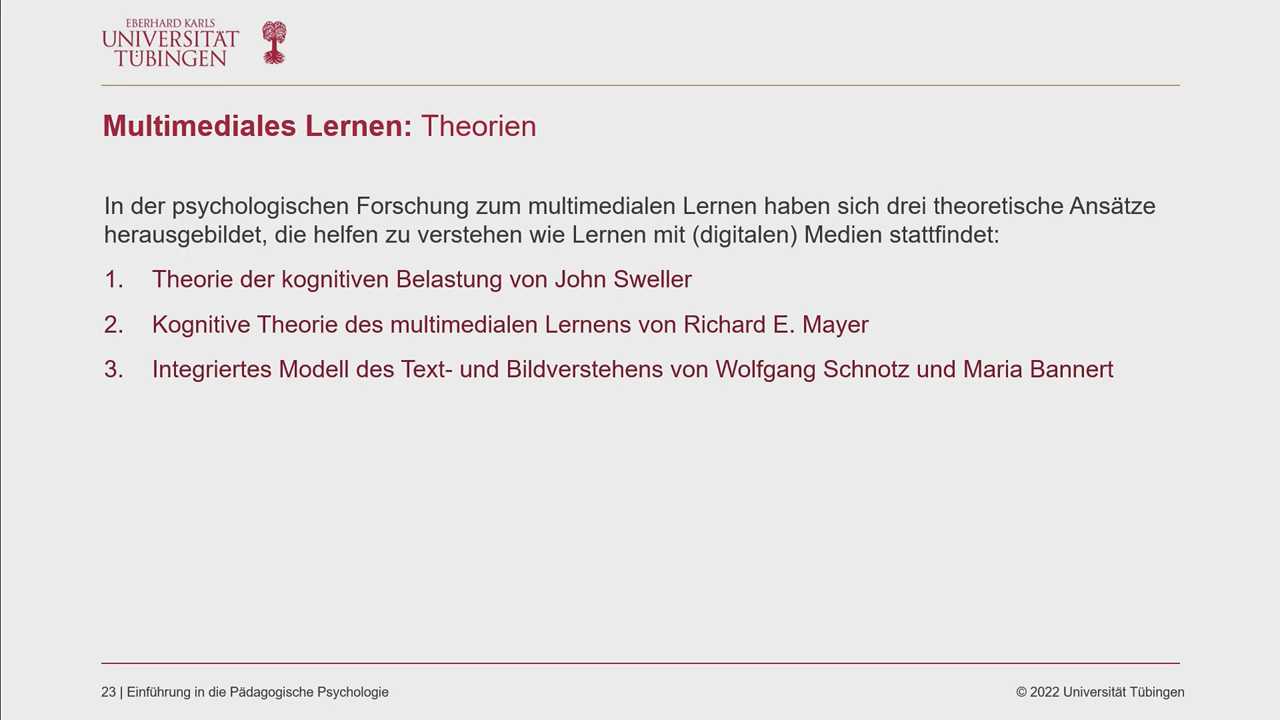 EBERHARD KARLS
UNIVERSITÄT
TÜBINGEN
Multimediales Lernen: Theorien
In der psychologischen Forschung zum multimedialen Lernen haben sich drei theoretische Ansätze
herausgebildet, die helfen zu verstehen wie Lernen mit (digitalen) Medien stattfindet:
1. Theorie der kognitiven Belastung von John Sweller
2. Kognitive Theorie des multimedialen Lernens von Richard E. Mayer
3. Integriertes Modell des Text- und Bildverstehens von Wolfgang Schnotz und Maria Bannert
23 | Einführung in die Pädagogische Psychologie
© 2022 Universität Tübingen